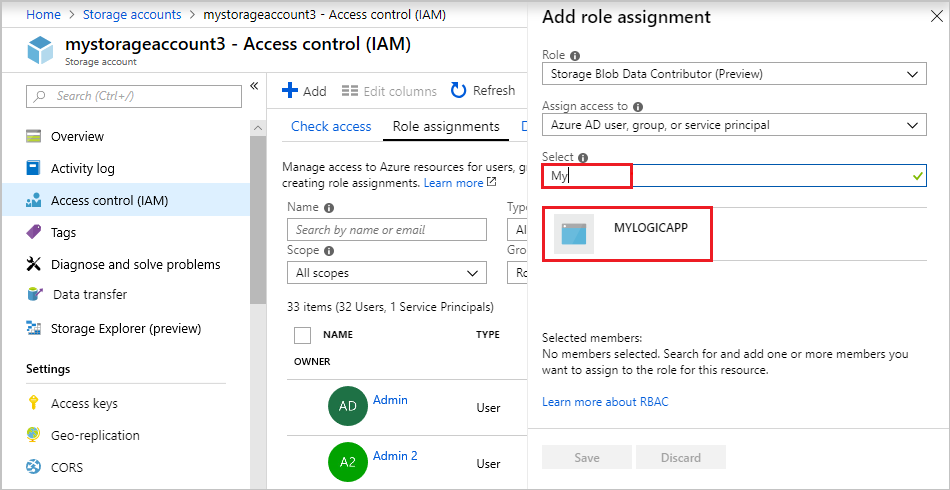 Home > Storage accounts > mystorageaccount3 - Access control (IAM)
mystorageaccount3 - Access control (IAM)
Storage account
Search (Ctrl+/)
Overview
Activity log
Access control (IAM)
Tags
Diagnose and solve problems
Data transfer
Storage Explorer (preview)
Settings
Access keys
Geo-replication
CORS
Add
Edit columns
Refresh
Check access
Role assignments
D
Manage access to Azure resources for users, g
creating role assignments. Learn more
Name
Typ
Search by name or email
Al
Scope
Gro
All scopes
Ro
33 items (32 Users, 1 Service Principals)
NAME
TYPE
OWNER
AD
Admin
User
A2
Admin 2
User
Add role assignment
Role
Storage Blob Data Contributor (Preview)
Assign access to
Azure AD user, group, or service principal
Select
My
MYLOGICAPP
Selected members:
No members selected. Search for and add one or more members you
want to assign to the role for this resource.
Learn more about RBAC
Save
Discard